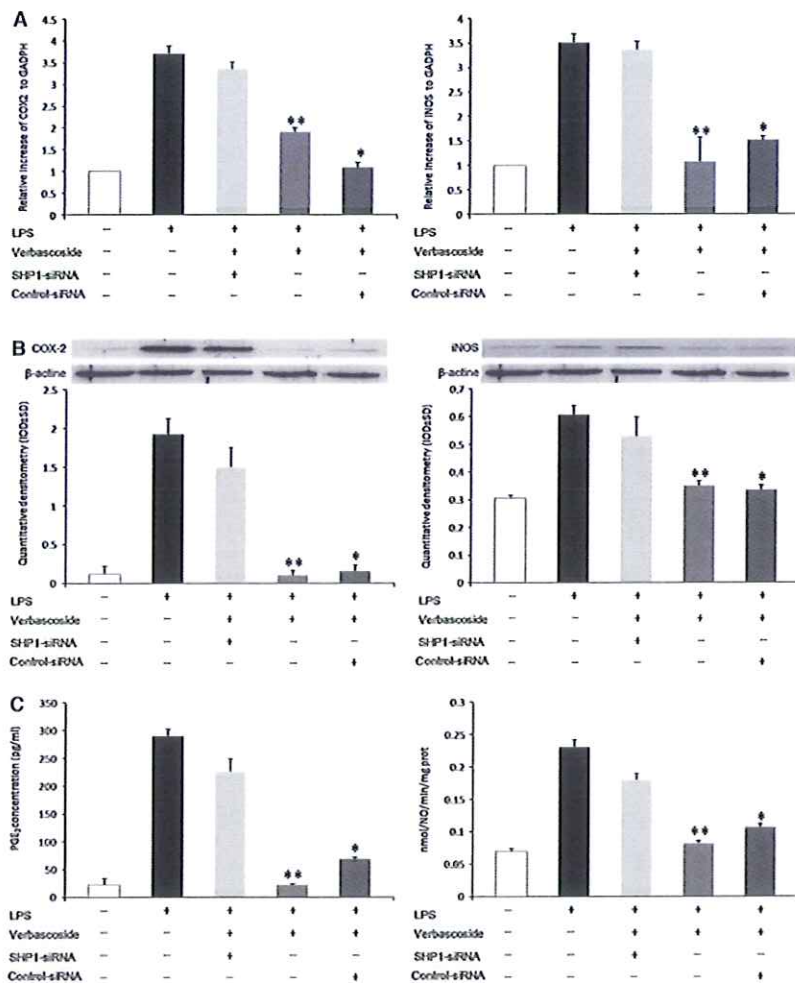 A
Relative increase of COX2 to GADPH
4.5
4
3.5
3
2.5
2
1.5
1
0.5
0
** *
LPS – + + + +
Verbascoside – – + + +
SHP1-siRNA – – + – –
Control-siRNA – – – – +
Relative increase of INOS to GADPH
4
3.5
3
2.5
2
1.5
1
0.5
0
** *
LPS – + + + +
Verbascoside – – + + +
SHP1-siRNA – – + – –
Control-siRNA – – – – +
B
COX-2
β-actine
Quantitative densitometry (IOD±SD)
2.5
2
1.5
1
0.5
0
** *
LPS – + + + +
Verbascoside – – + + +
SHP1-siRNA – – + – –
Control-siRNA – – – – +
iNOS
β-actine
Quantitative densitometry (IOD±SD)
0.7
0.6
0.5
0.4
0.3
0.2
0.1
0
** *
LPS – + + + +
Verbascoside – – + + +
SHP1-siRNA – – + – –
Control-siRNA – – – – +
C
PGE₂concentration (pg/ml)
350
300
250
200
150
100
50
0
** *
LPS – + + + +
Verbascoside – – + + +
SHP1-siRNA – – + – –
Control-siRNA – – – – +
nmol/NO/min/mg prot
0.3
0.25
0.2
0.15
0.1
0.05
0
** *
LPS – + + + +
Verbascoside – – + + +
SHP1-siRNA – – + – –
Control-siRNA – – – – +